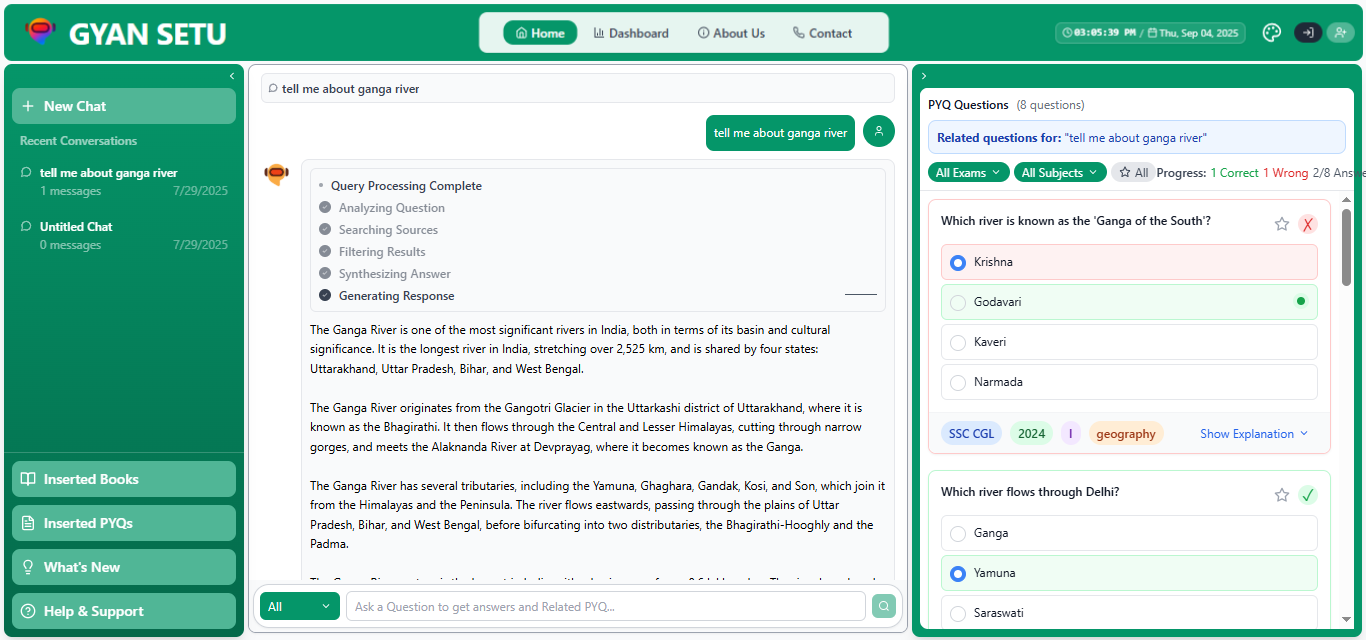 GYAN SETU
Home
Dashboard
About Us
Contact
03:05:39 PM / Thu, Sep 04, 2025
New Chat
Recent Conversations
tell me about ganga river
1 messages 7/29/2025
Untitled Chat
0 messages 7/29/2025
Inserted Books
Inserted PYQs
What's New
Help & Support
tell me about ganga river
tell me about ganga river
Query Processing Complete
Analyzing Question
Searching Sources
Filtering Results
Synthesizing Answer
Generating Response
The Ganga River is one of the most significant rivers in India, both in terms of its basin and cultural
significance. It is the longest river in India, stretching over 2,525 km, and is shared by four states:
Uttarakhand, Uttar Pradesh, Bihar, and West Bengal.
The Ganga River originates from the Gangotri Glacier in the Uttarkashi district of Uttarakhand, where it is
known as the Bhagirathi. It then flows through the Central and Lesser Himalayas, cutting through narrow
gorges, and meets the Alaknanda River at Devprayag, where it becomes known as the Ganga.
The Ganga River has several tributaries, including the Yamuna, Ghaghara, Gandak, Kosi, and Son, which join it
from the Himalayas and the Peninsula. The river flows eastwards, passing through the plains of Uttar
Pradesh, Bihar, and West Bengal, before bifurcating into two distributaries, the Bhagirathi-Hooghly and the
Padma.
All
Ask a Question to get answers and Related PYQ...
PYQ Questions (8 questions)
Related questions for: "tell me about ganga river"
All Exams
All Subjects
All
Progress: 1 Correct 1 Wrong 2/8 Answe
Which river is known as the 'Ganga of the South'?
Krishna
Godavari
Kaveri
Narmada
SSC CGL
2024
I
geography
Show Explanation
Which river flows through Delhi?
Ganga
Yamuna
Saraswati